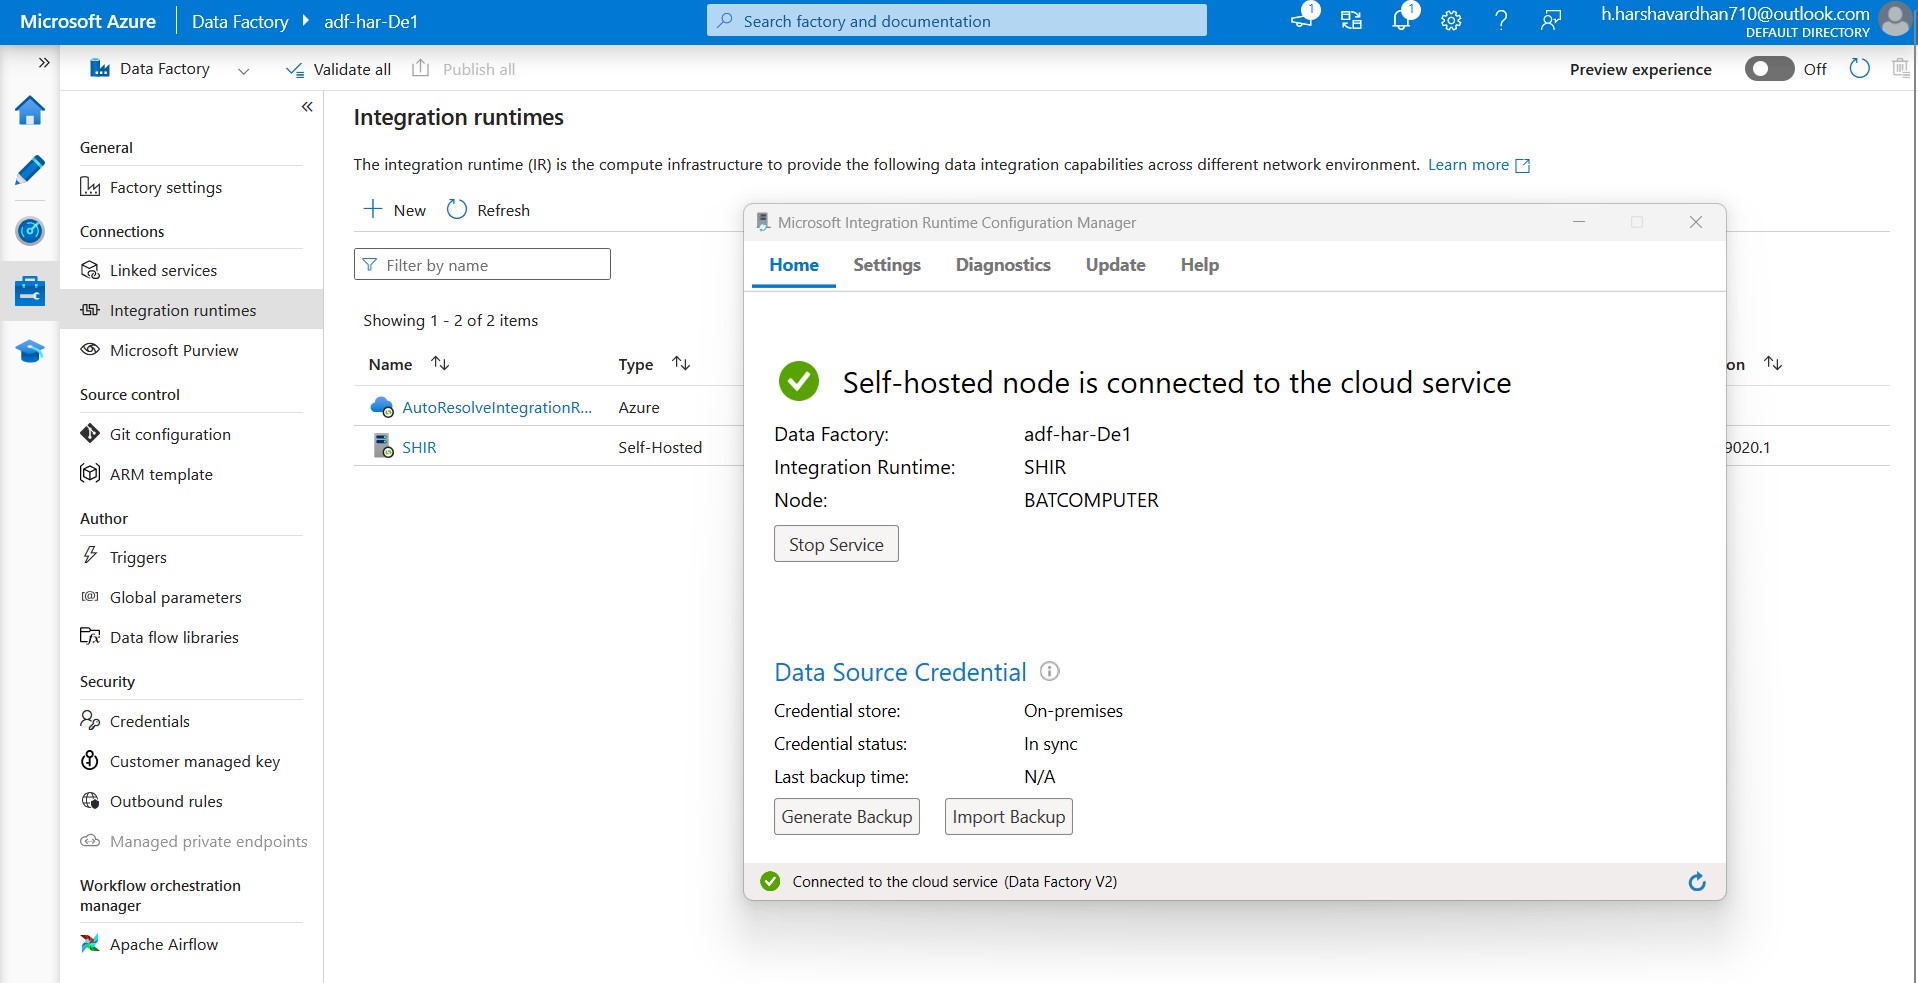 Microsoft Azure
Data Factory
adf-har-De1
Search factory and documentation
1
1
h.harshavardhan710@outlook.com
DEFAULT DIRECTORY
Data Factory
Validate all
Publish all
Preview experience
Off
General
Factory settings
Connections
Linked services
Integration runtimes
Microsoft Purview
Source control
Git configuration
ARM template
Author
Triggers
Global parameters
Data flow libraries
Security
Credentials
Customer managed key
Outbound rules
Managed private endpoints
Workflow orchestration
manager
Apache Airflow
Integration runtimes
The integration runtime (IR) is the compute infrastructure to provide the following data integration capabilities across different network environment. Learn more
New
Refresh
Filter by name
Showing 1 - 2 of 2 items
Name
Type
on
AutoResolveIntegrationR...
Azure
SHIR
Self-Hosted
9020.1
Microsoft Integration Runtime Configuration Manager
Home
Settings
Diagnostics
Update
Help
Self-hosted node is connected to the cloud service
Data Factory:
adf-har-De1
Integration Runtime:
SHIR
Node:
BATCOMPUTER
Stop Service
Data Source Credential
Credential store:
On-premises
Credential status:
In sync
Last backup time:
N/A
Generate Backup
Import Backup
Connected to the cloud service (Data Factory V2)